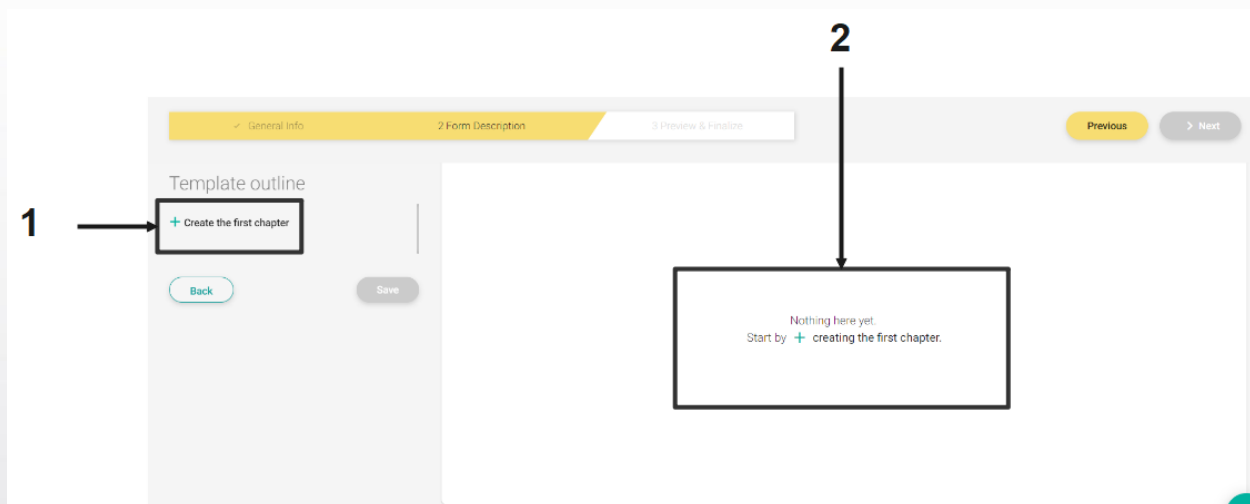 2
✓ General Info
2 Form Description
3 Preview & Finalize
Previous
> Next
Template outline
1
+ Create the first chapter
Back
Save
Nothing here yet.
Start by + creating the first chapter.